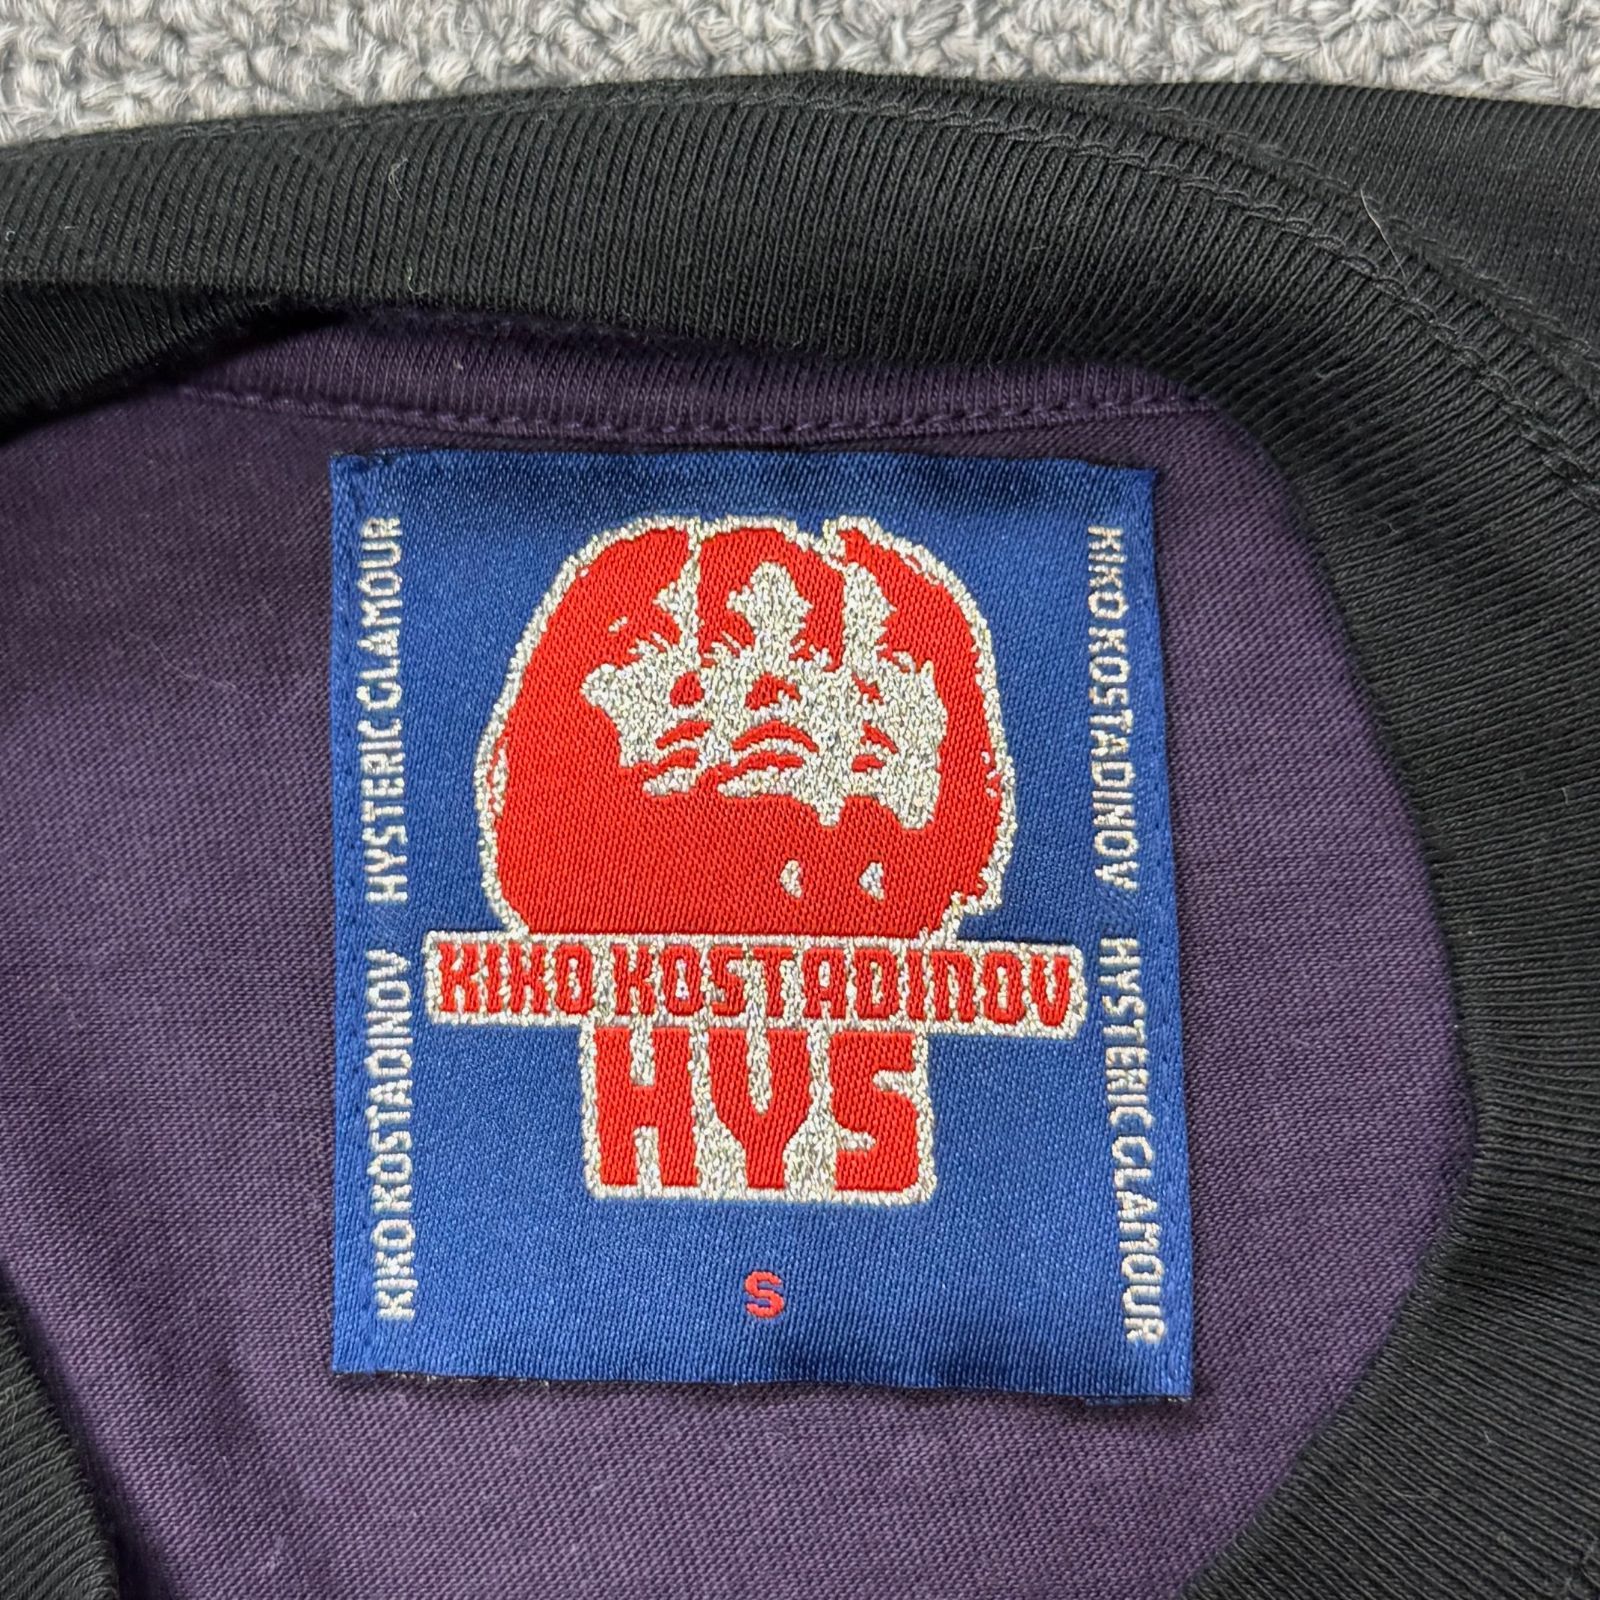 KIKO KOSTADINOV HYSTERIC GLAMOUR
KIKO KOSTADINOV
HYS
S
KIKO KOSTADINOV HYSTERIC GLAMOUR